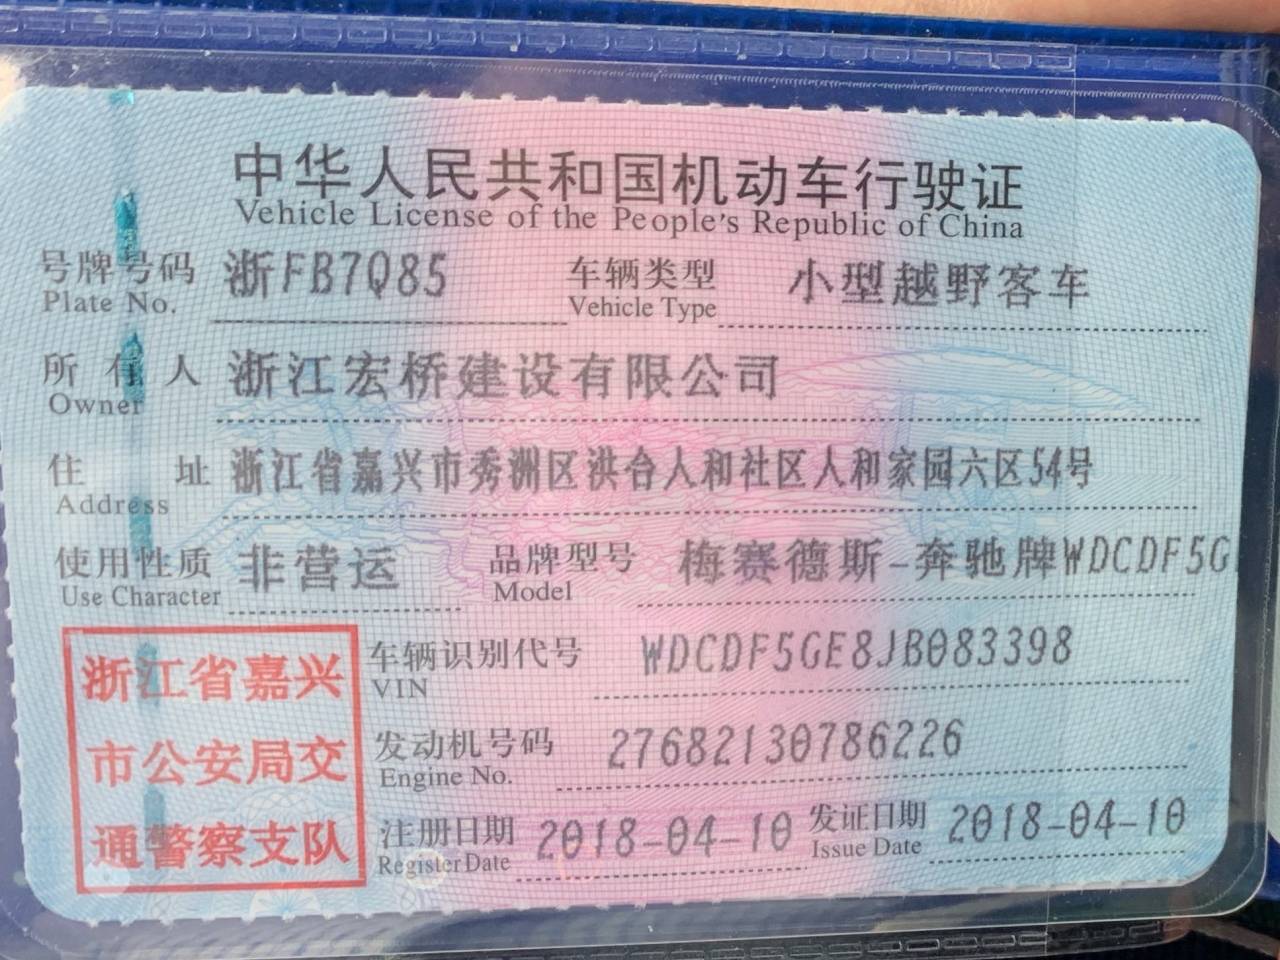 中华人民共和国机动车行驶证
Vehicle License of the People's Republic of China
号牌号码 浙FB7Q85 车辆类型 小型越野客车
Plate No. Vehicle Type
所有人 浙江宏桥建设有限公司
Owner
住址 浙江省嘉兴市秀洲区洪合人和社区人和家园六区54号
Address
使用性质 非营运 品牌型号 梅赛德斯-奔驰牌WDCDF5G
Use Character Model
浙江省嘉兴
市公安局交
通警察支队
车辆识别代号 WDCDF5GE8JB083398
VIN
发动机号码 27682130786226
Engine No.
注册日期 2018-04-10 发证日期 2018-04-10
Register Date Issue Date